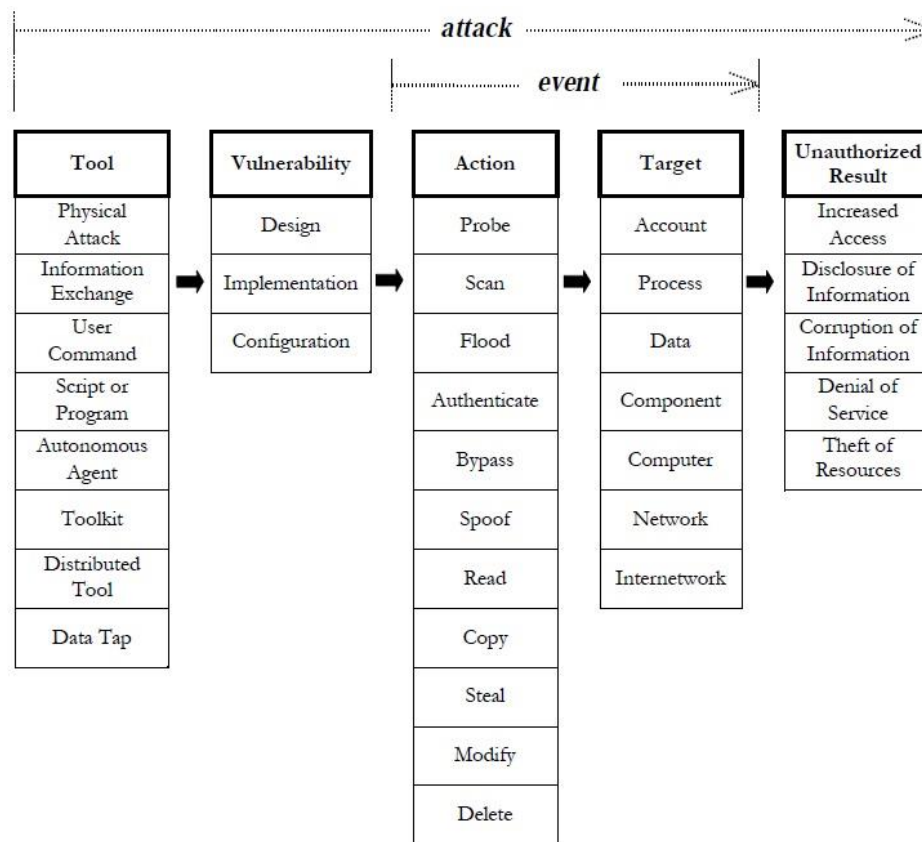 attack
event
Tool
Physical
Attack
Information
Exchange
User
Command
Script or
Program
Autonomous
Agent
Toolkit
Distributed
Tool
Data Tap
Vulnerability
Design
Implementation
Configuration
Action
Probe
Scan
Flood
Authenticate
Bypass
Spoof
Read
Copy
Steal
Modify
Delete
Target
Account
Process
Data
Component
Computer
Network
Internetwork
Unauthorized
Result
Increased
Access
Disclosure of
Information
Corruption of
Information
Denial of
Service
Theft of
Resources